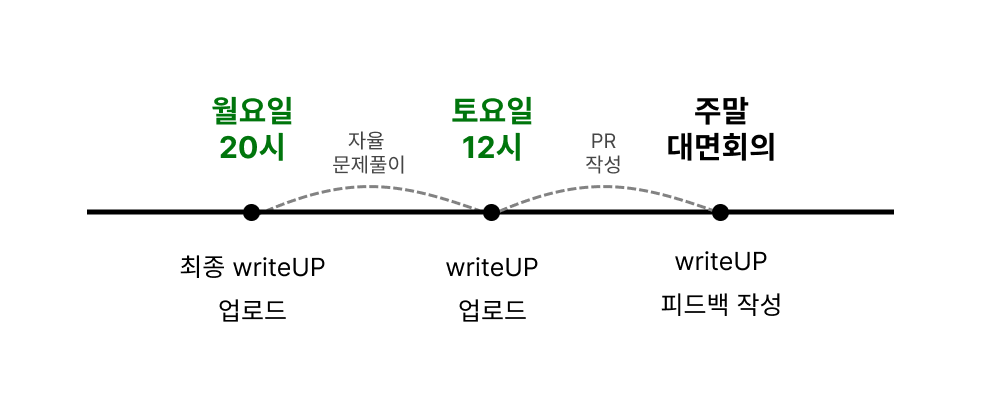 월요일
20시
자율
문제풀이
토요일
12시
PR
작성
주말
대면회의
최종 writeUP
업로드
writeUP
업로드
writeUP
피드백 작성